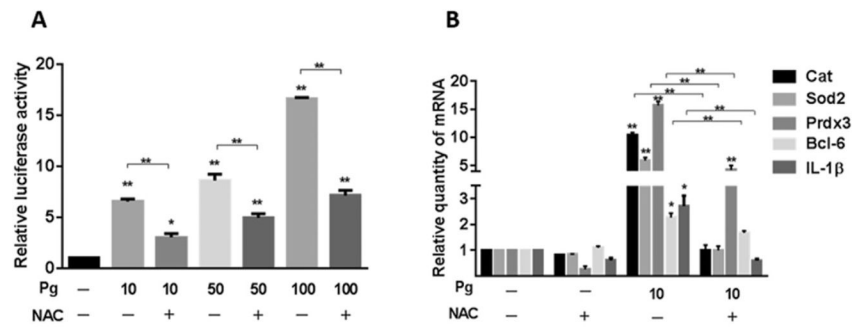 A
Relative luciferase activity
20
15
10
5
0
**
*
**
**
**
*
**
**
**
**
Pg — 10 10 50 50 100 100
NAC — — + — + — +
B
Relative quantity of mRNA
20
15
10
5
3
2
1
**
**
**
**
**
**
**
**
*
*
**
Pg — — 10 10
NAC — + — +
Cat
Sod2
Prdx3
Bcl-6
IL-1β